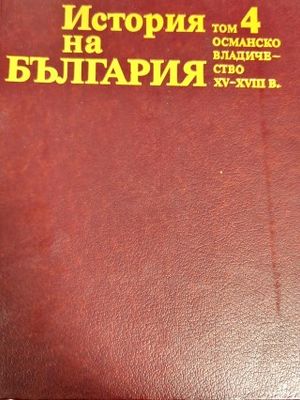 История
на
БЪЛГАРИЯ
ТОМ 4
ОСМАНСКО
ВЛАДИЧЕ–
СТВО
XV–XVIII В.